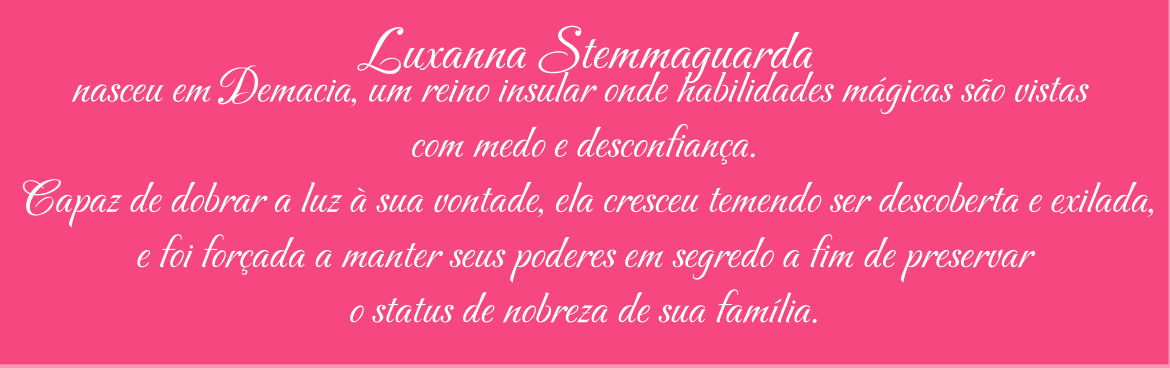 Luxanna Stemmaguarda
nasceu em Demacia, um reino insular onde habilidades mágicas são vistas
com medo e desconfiança.
Capaz de dobrar a luz à sua vontade, ela cresceu temendo ser descoberta e exilada,
e foi forçada a manter seus poderes em segredo a fim de preservar
o status de nobreza de sua família.